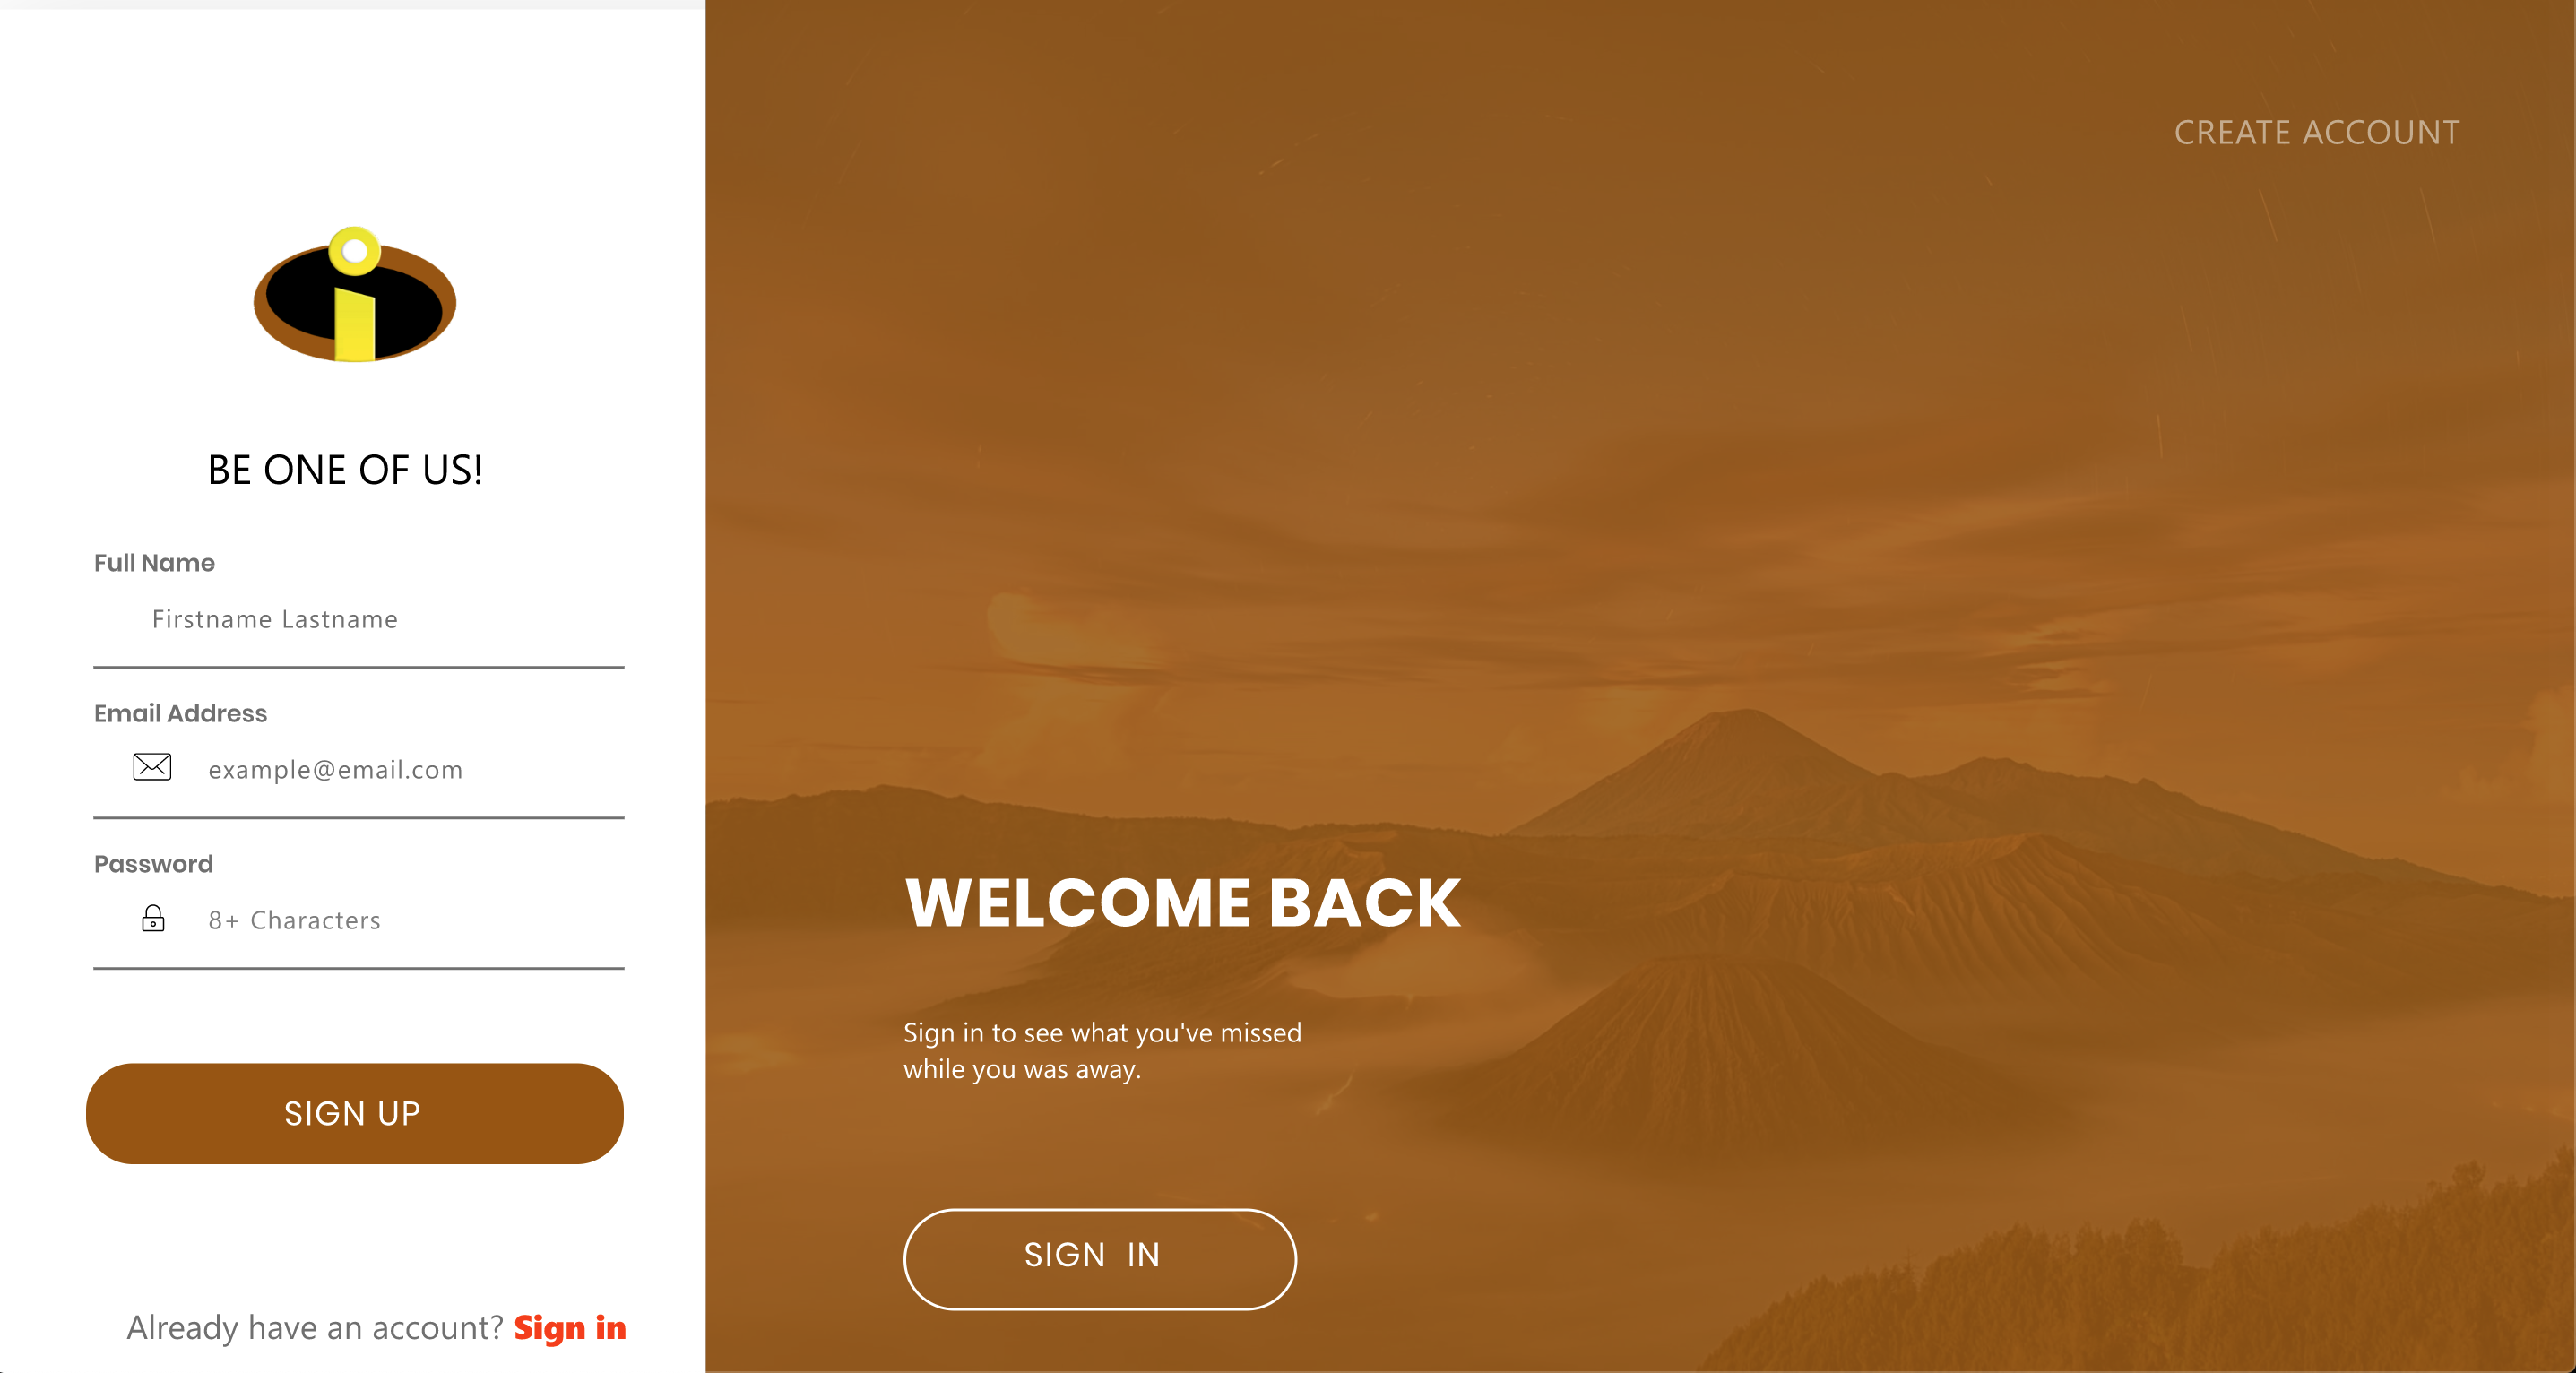 i
BE ONE OF US!
Full Name
Firstname Lastname
Email Address
example@email.com
Password
8+ Characters
SIGN UP
Already have an account? Sign in
CREATE ACCOUNT
WELCOME BACK
Sign in to see what you've missed
while you was away.
SIGN IN